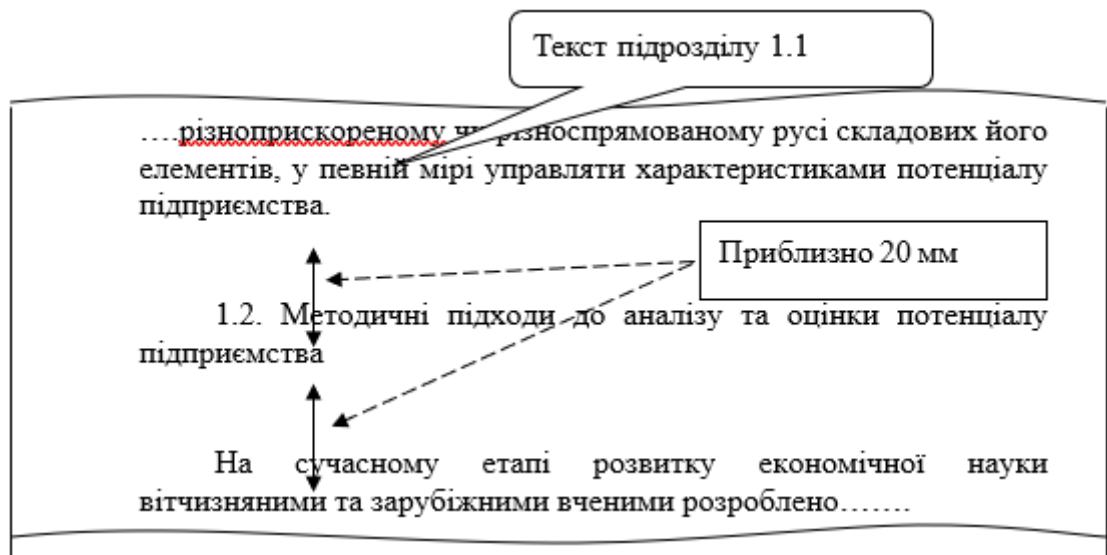 Текст підрозділу 1.1
….різноприскореному чи різноспрямованому русі складових його
елементів, у певній мірі управляти характеристиками потенціалу
підприємства.
Приблизно 20 мм
1.2. Методичні підходи до аналізу та оцінки потенціалу
підприємства
На сучасному етапі розвитку економічної науки
вітчизняними та зарубіжними вченими розроблено…….